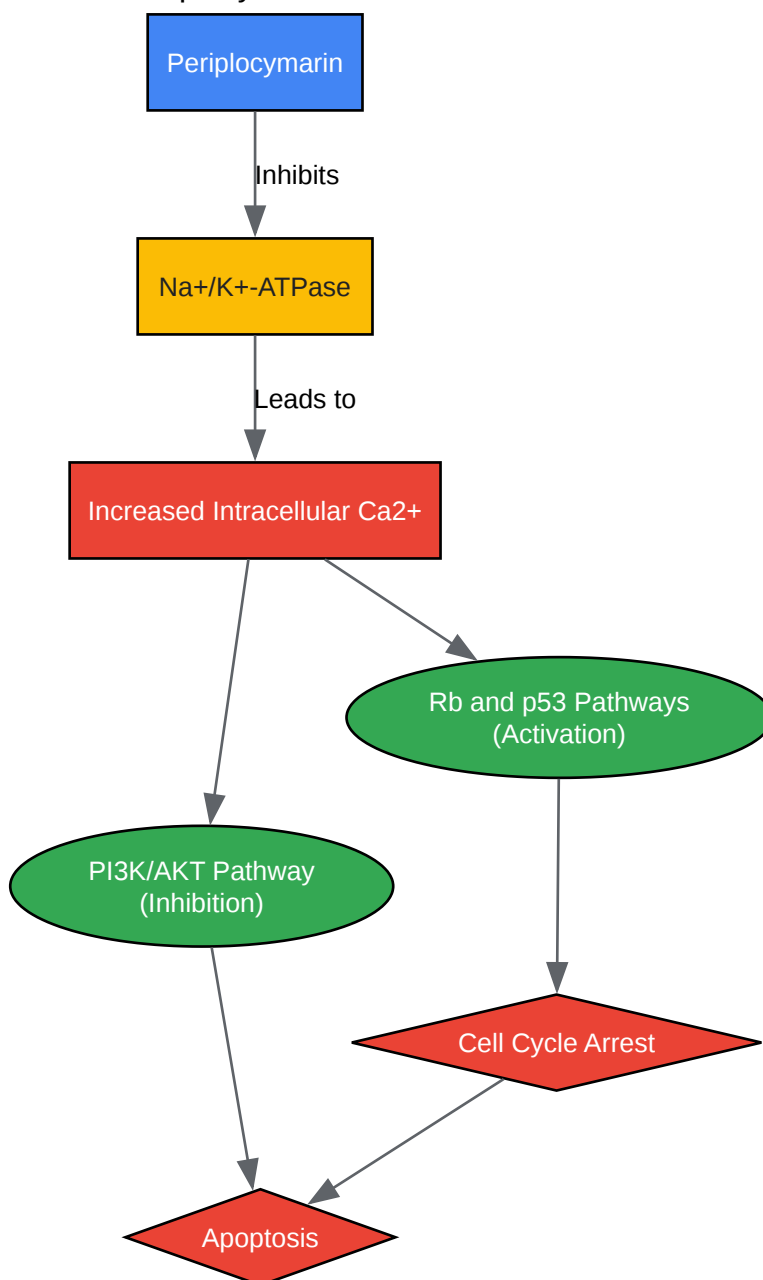 Periplocymarin
Inhibits
Na+/K+-ATPase
Leads to
Increased Intracellular Ca2+
Rb and p53 Pathways
(Activation)
PI3K/AKT Pathway
(Inhibition)
Cell Cycle Arrest
Apoptosis